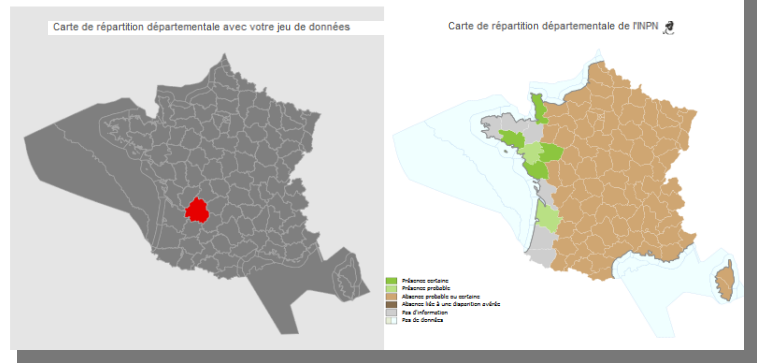 Carte de répartition départementale avec votre jeu de données
Carte de répartition départementale de l'INPN
Présence certaine
Présence probable
Absence probable ou certaine
Absence liée à une disparition avérée
Pas d'information
Pas de données